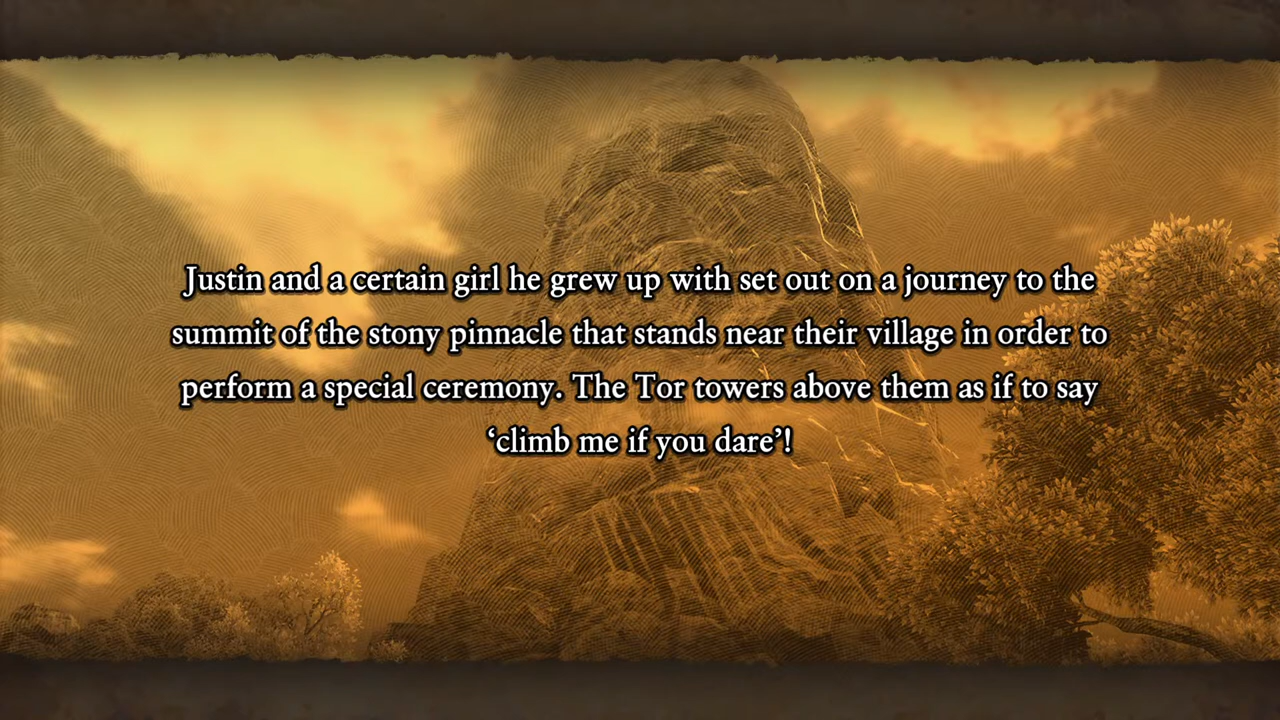 Justin and a certain girl he grew up with set out on a journey to the
summit of the stony pinnacle that stands near their village in order to
perform a special ceremony. The Tor towers above them as if to say
‘climb me if you dare’!